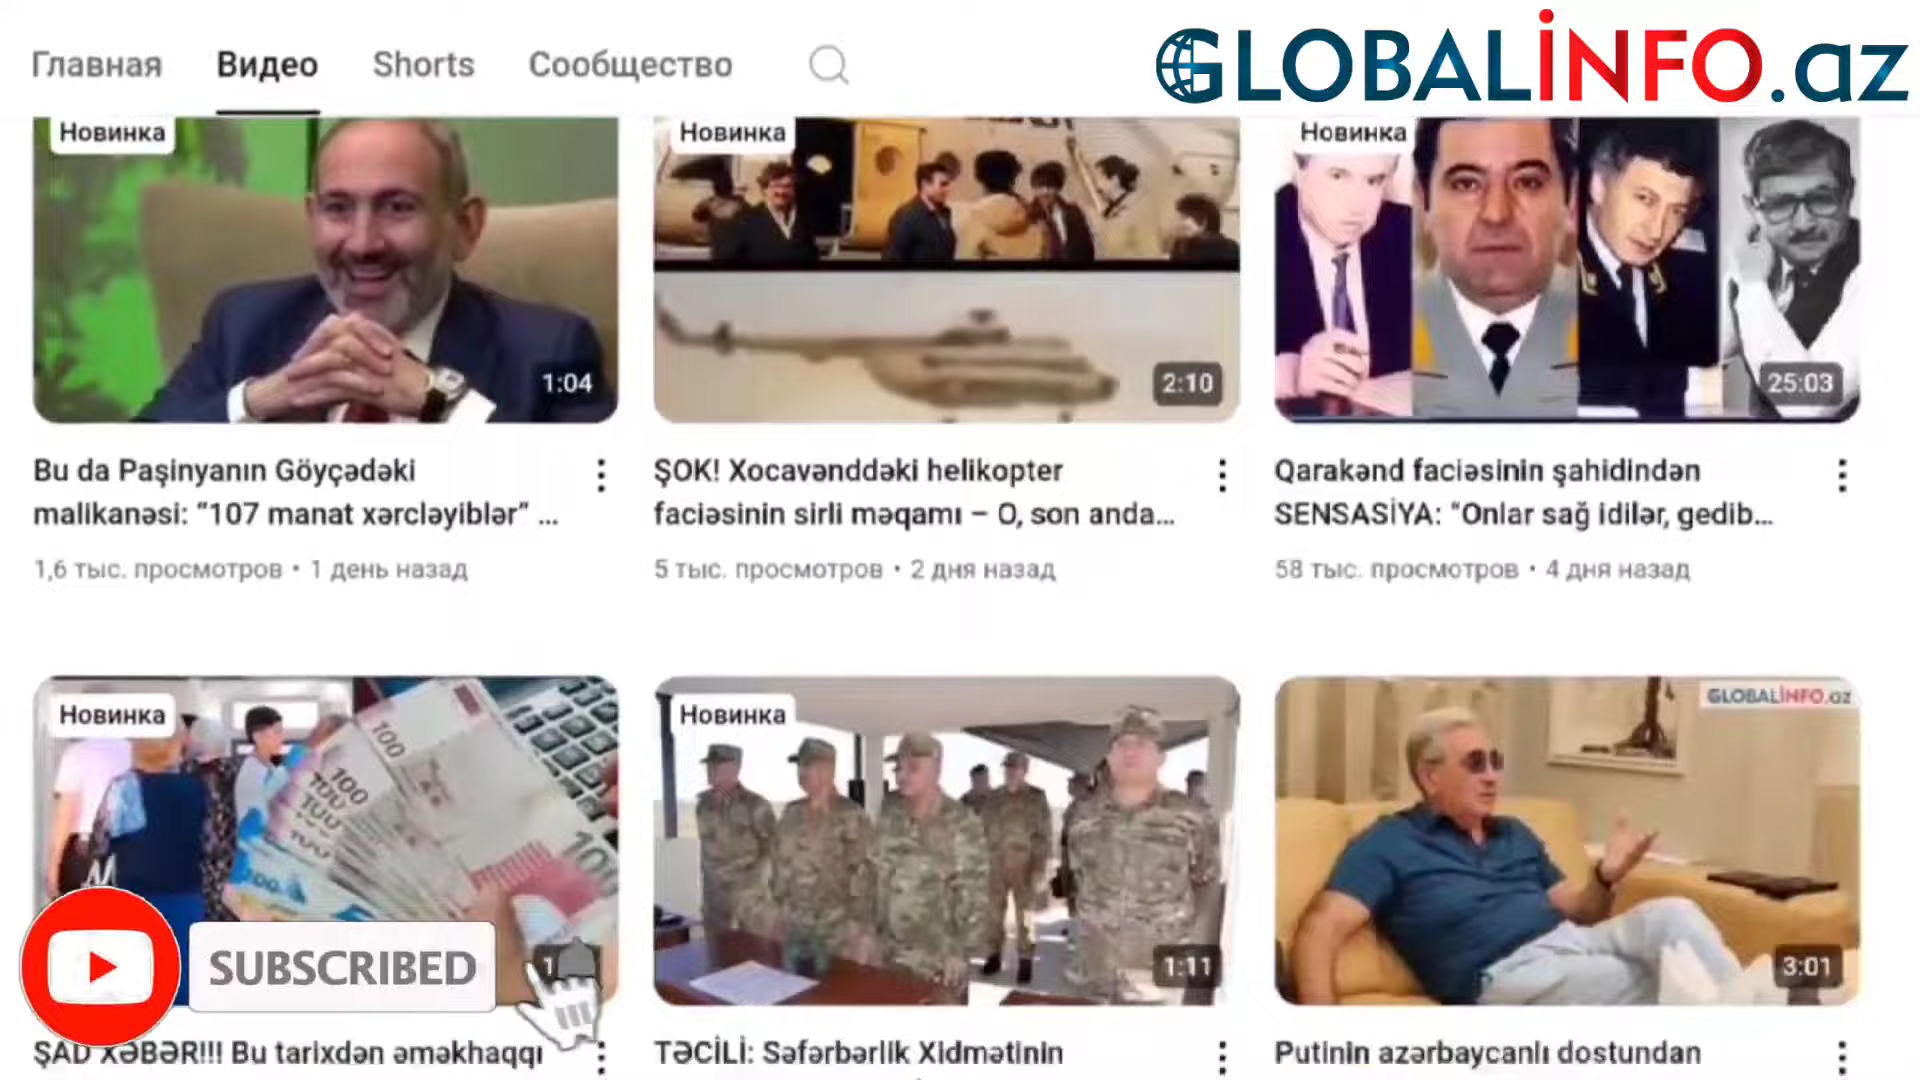 Главная Видео Shorts Сообщество
GLOBALİNFO.az
Новинка
1:04
Новинка
2:10
Новинка
25:03
Bu da Paşinyanın Göyçədəki
malikanəsi: “107 manat xərcləyiblər” ...
1,6 тыс. просмотров • 1 день назад
ŞOK! Xocavənddəki helikopter
faciəsinin sirli məqamı – O, son anda...
5 тыс. просмотров • 2 дня назад
Qarakənd faciəsinin şahidindən
SENSASİYA: “Onlar sağ idilər, gedib...
58 тыс. просмотров • 4 дня назад
Новинка
100
100
100
Новинка
1:11
GLOBALİNFO.az
3:01
SUBSCRIBED
ŞAD XƏBƏR!!! Bu tarixdən əməkhaqqı
TƏCİLİ: Səfərbərlik Xidmətinin
Putinin azərbaycanlı dostundan